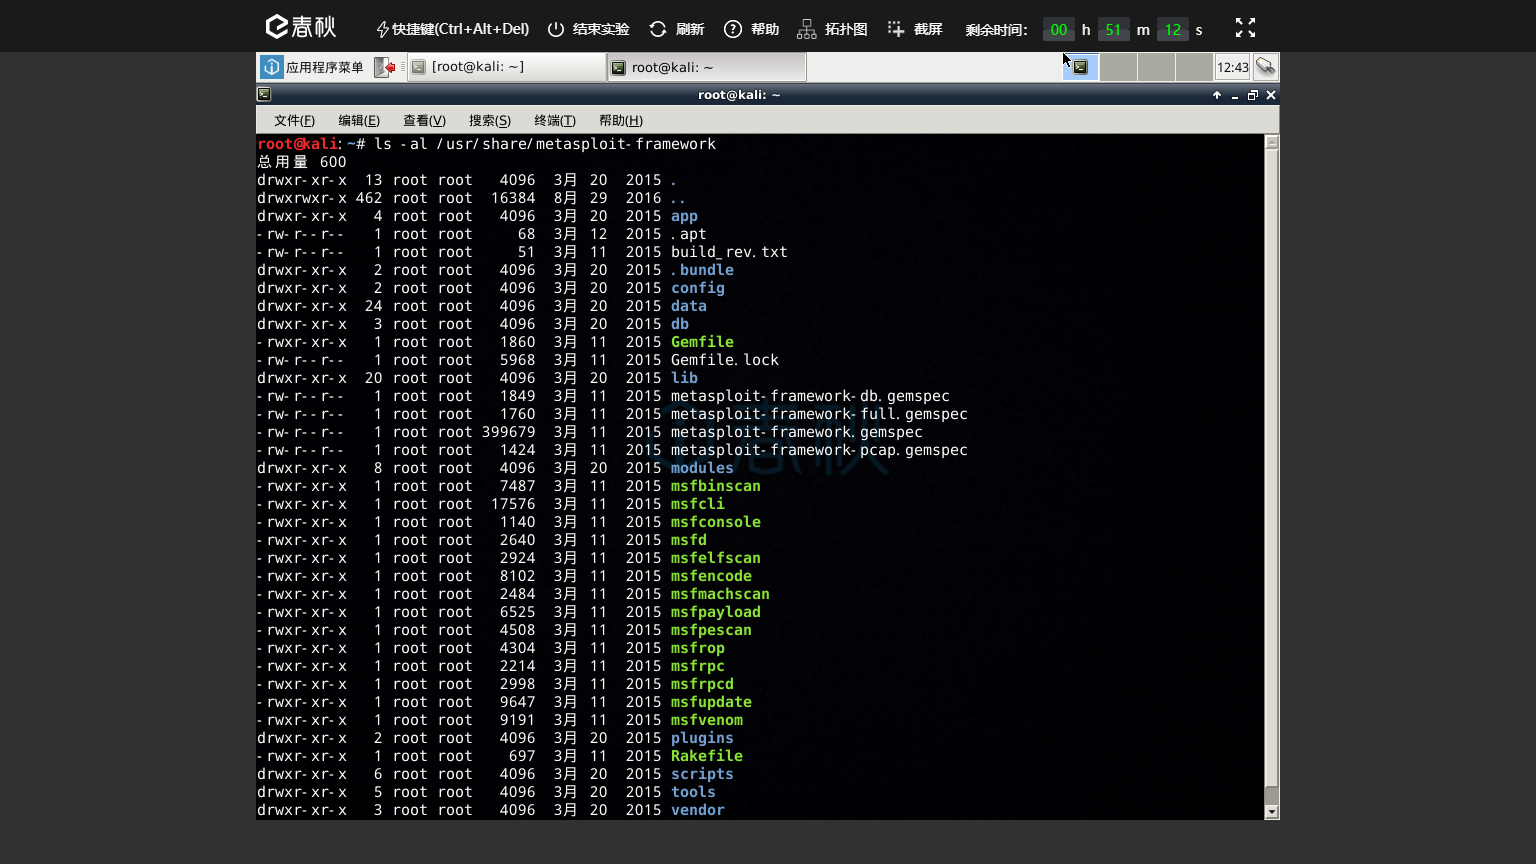 春秋 快捷键(Ctrl+Alt+Del) 结束实验 刷新 帮助 拓扑图 截屏 剩余时间： 00 h 51 m 12 s
应用程序菜单 [root@kali: ~] root@kali: ~ 12:43
root@kali: ~
文件(F) 编辑(E) 查看(V) 搜索(S) 终端(T) 帮助(H)
root@kali:~# ls -al /usr/share/metasploit-framework
总用量 600
drwxr-xr-x 13 root root 4096 3月 20 2015 .
drwxrwxr-x 462 root root 16384 8月 29 2016 ..
drwxr-xr-x 4 root root 4096 3月 20 2015 app
-rw-r--r-- 1 root root 68 3月 12 2015 .apt
-rw-r--r-- 1 root root 51 3月 11 2015 build_rev.txt
drwxr-xr-x 2 root root 4096 3月 20 2015 .bundle
drwxr-xr-x 2 root root 4096 3月 20 2015 config
drwxr-xr-x 24 root root 4096 3月 20 2015 data
drwxr-xr-x 3 root root 4096 3月 20 2015 db
-rwxr-xr-x 1 root root 1860 3月 11 2015 Gemfile
-rw-r--r-- 1 root root 5968 3月 11 2015 Gemfile.lock
drwxr-xr-x 20 root root 4096 3月 20 2015 lib
-rw-r--r-- 1 root root 1849 3月 11 2015 metasploit-framework-db.gemspec
-rw-r--r-- 1 root root 1760 3月 11 2015 metasploit-framework-full.gemspec
-rw-r--r-- 1 root root 399679 3月 11 2015 metasploit-framework.gemspec
-rw-r--r-- 1 root root 1424 3月 11 2015 metasploit-framework-pcap.gemspec
drwxr-xr-x 8 root root 4096 3月 20 2015 modules
-rwxr-xr-x 1 root root 7487 3月 11 2015 msfbinscan
-rwxr-xr-x 1 root root 17576 3月 11 2015 msfcli
-rwxr-xr-x 1 root root 1140 3月 11 2015 msfconsole
-rwxr-xr-x 1 root root 2640 3月 11 2015 msfd
-rwxr-xr-x 1 root root 2924 3月 11 2015 msfelfscan
-rwxr-xr-x 1 root root 8102 3月 11 2015 msfencode
-rwxr-xr-x 1 root root 2484 3月 11 2015 msfmachscan
-rwxr-xr-x 1 root root 6525 3月 11 2015 msfpayload
-rwxr-xr-x 1 root root 4508 3月 11 2015 msfpescan
-rwxr-xr-x 1 root root 4304 3月 11 2015 msfrop
-rwxr-xr-x 1 root root 2214 3月 11 2015 msfrpc
-rwxr-xr-x 1 root root 2998 3月 11 2015 msfrpcd
-rwxr-xr-x 1 root root 9647 3月 11 2015 msfupdate
-rwxr-xr-x 1 root root 9191 3月 11 2015 msfvenom
drwxr-xr-x 2 root root 4096 3月 20 2015 plugins
-rwxr-xr-x 1 root root 697 3月 11 2015 Rakefile
drwxr-xr-x 6 root root 4096 3月 20 2015 scripts
drwxr-xr-x 5 root root 4096 3月 20 2015 tools
drwxr-xr-x 3 root root 4096 3月 20 2015 vendor
春秋